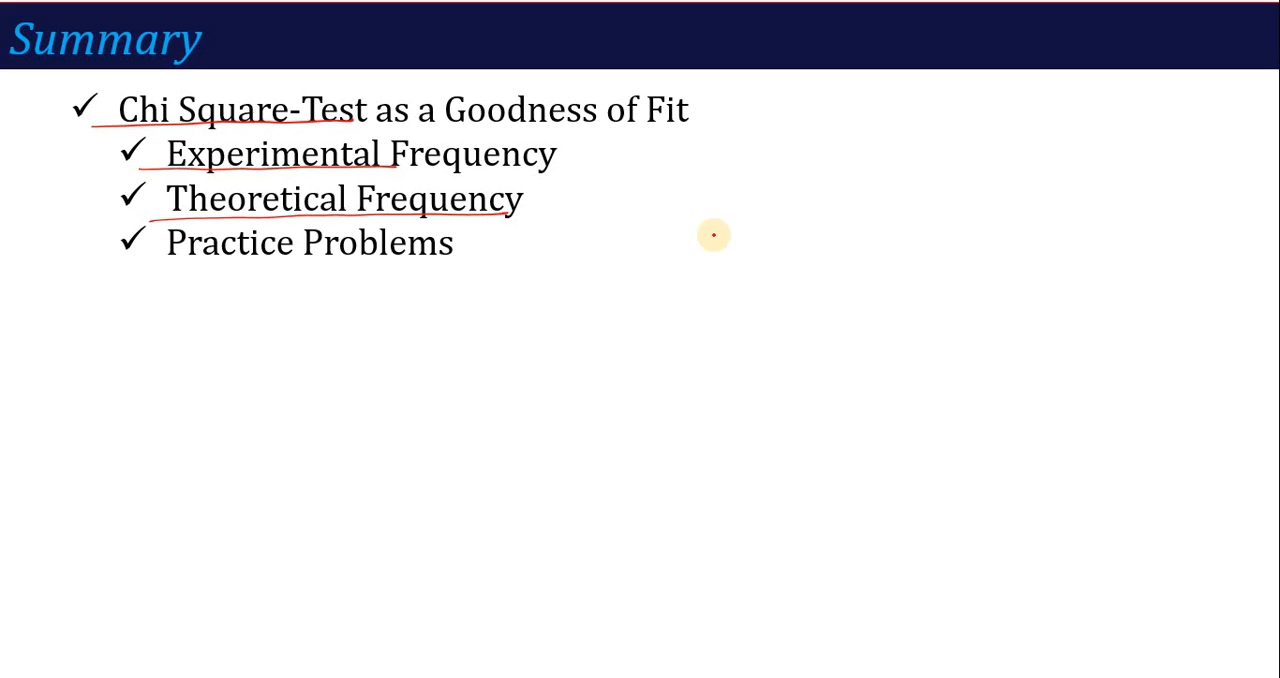 Summary
✓ Chi Square-Test as a Goodness of Fit
✓ Experimental Frequency
✓ Theoretical Frequency
✓ Practice Problems